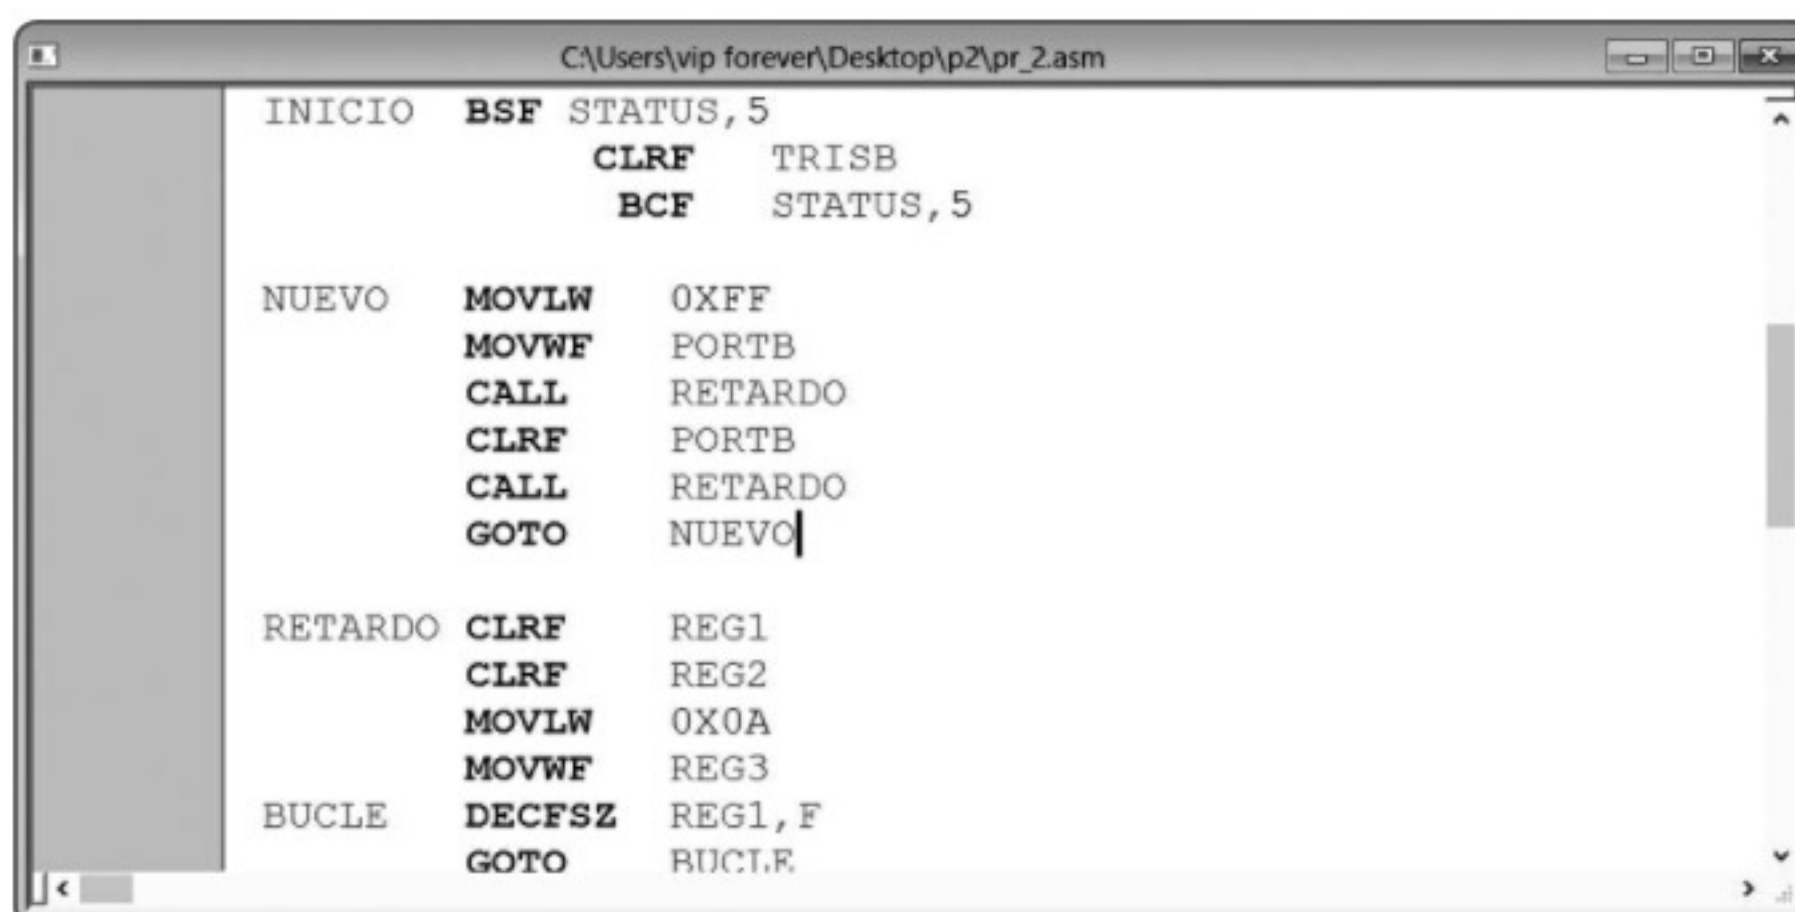 C:\Users\vip forever\Desktop\p2\pr_2.asm
INICIO BSF STATUS,5
CLRF TRISB
BCF STATUS,5
NUEVO MOVLW 0XFF
MOVWF PORTB
CALL RETARDO
CLRF PORTB
CALL RETARDO
GOTO NUEVO
RETARDO CLRF REG1
CLRF REG2
MOVLW 0X0A
MOVWF REG3
BUCLE DECFSZ REG1,F
GOTO BUCLE